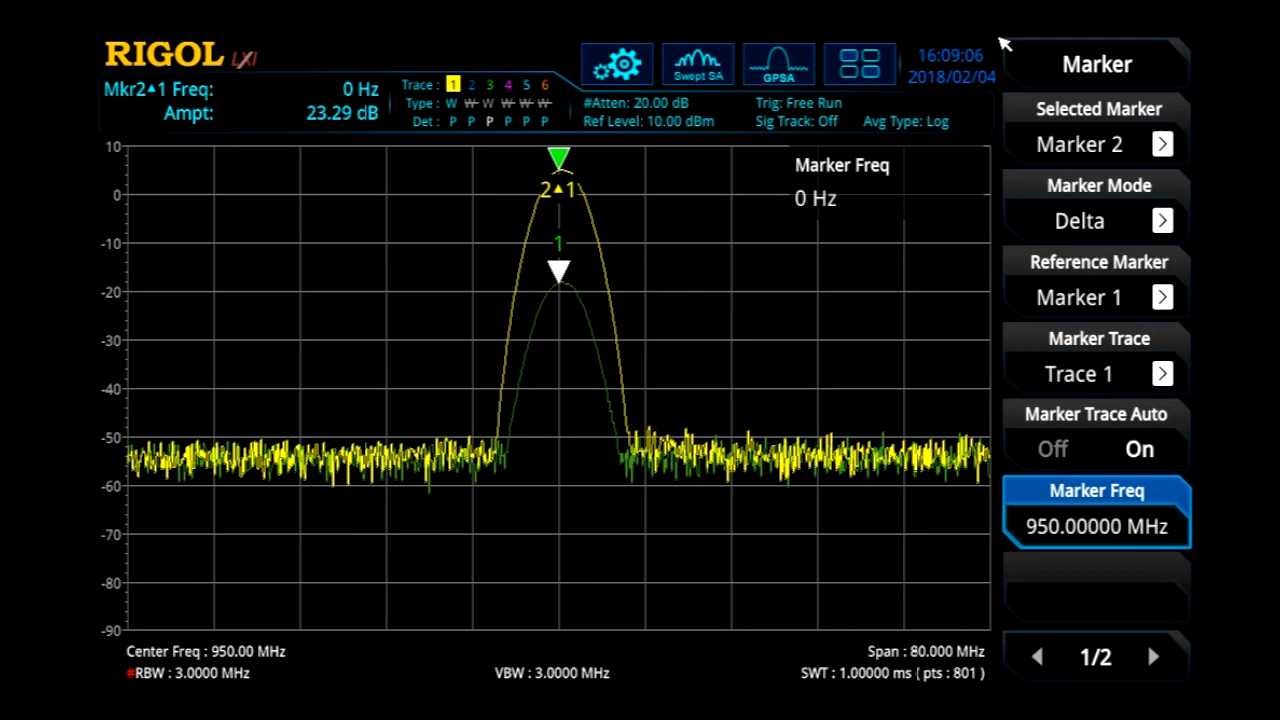 RIGOL LXI
16:09:06
2018/02/04
Swept SA
GPSA
Mkr2▲1 Freq: 0 Hz
Ampt: 23.29 dB
Trace: 1 2 3 4 5 6
Type: W W W W W W
Det: P P P P P P
#Atten: 20.00 dB
Ref Level: 10.00 dBm
Trig: Free Run
Sig Track: Off
Avg Type: Log
Marker Freq
0 Hz
10
0
-10
-20
-30
-40
-50
-60
-70
-80
-90
2▲1
1
Center Freq : 950.00 MHz
Span : 80.000 MHz
#RBW : 3.0000 MHz
VBW : 3.0000 MHz
SWT : 1.00000 ms ( pts : 801 )
Marker
Selected Marker
Marker 2
Marker Mode
Delta
Reference Marker
Marker 1
Marker Trace
Trace 1
Marker Trace Auto
Off On
Marker Freq
950.00000 MHz
1/2